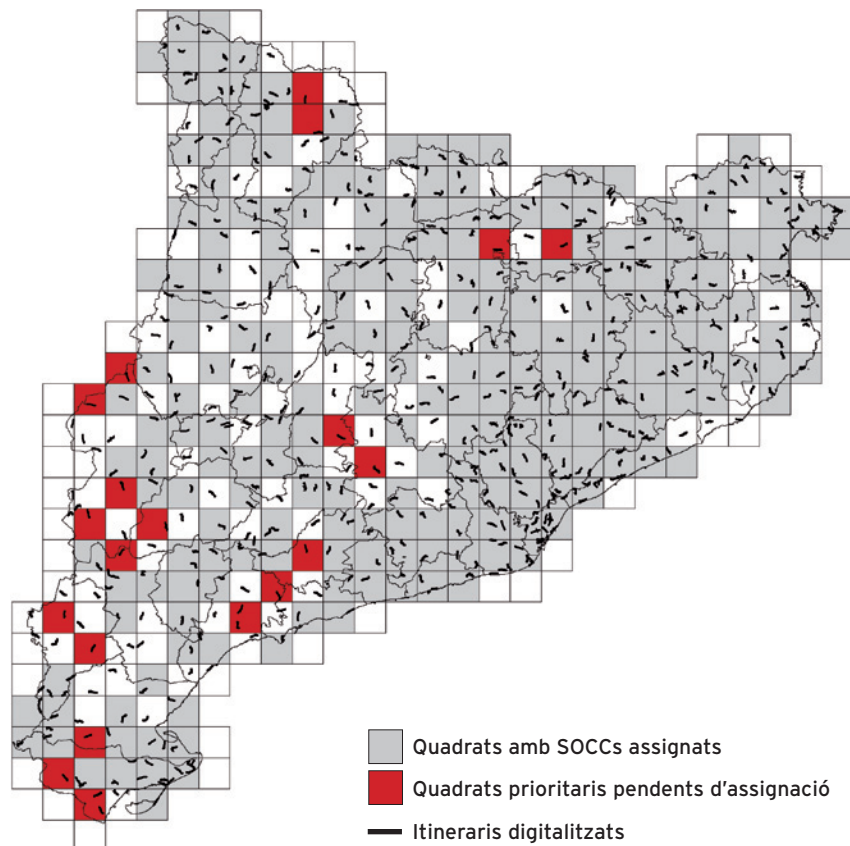 Quadrats amb SOCCs assignats
Quadrats prioritaris pendents d'assignació
Itineraris digitalitzats